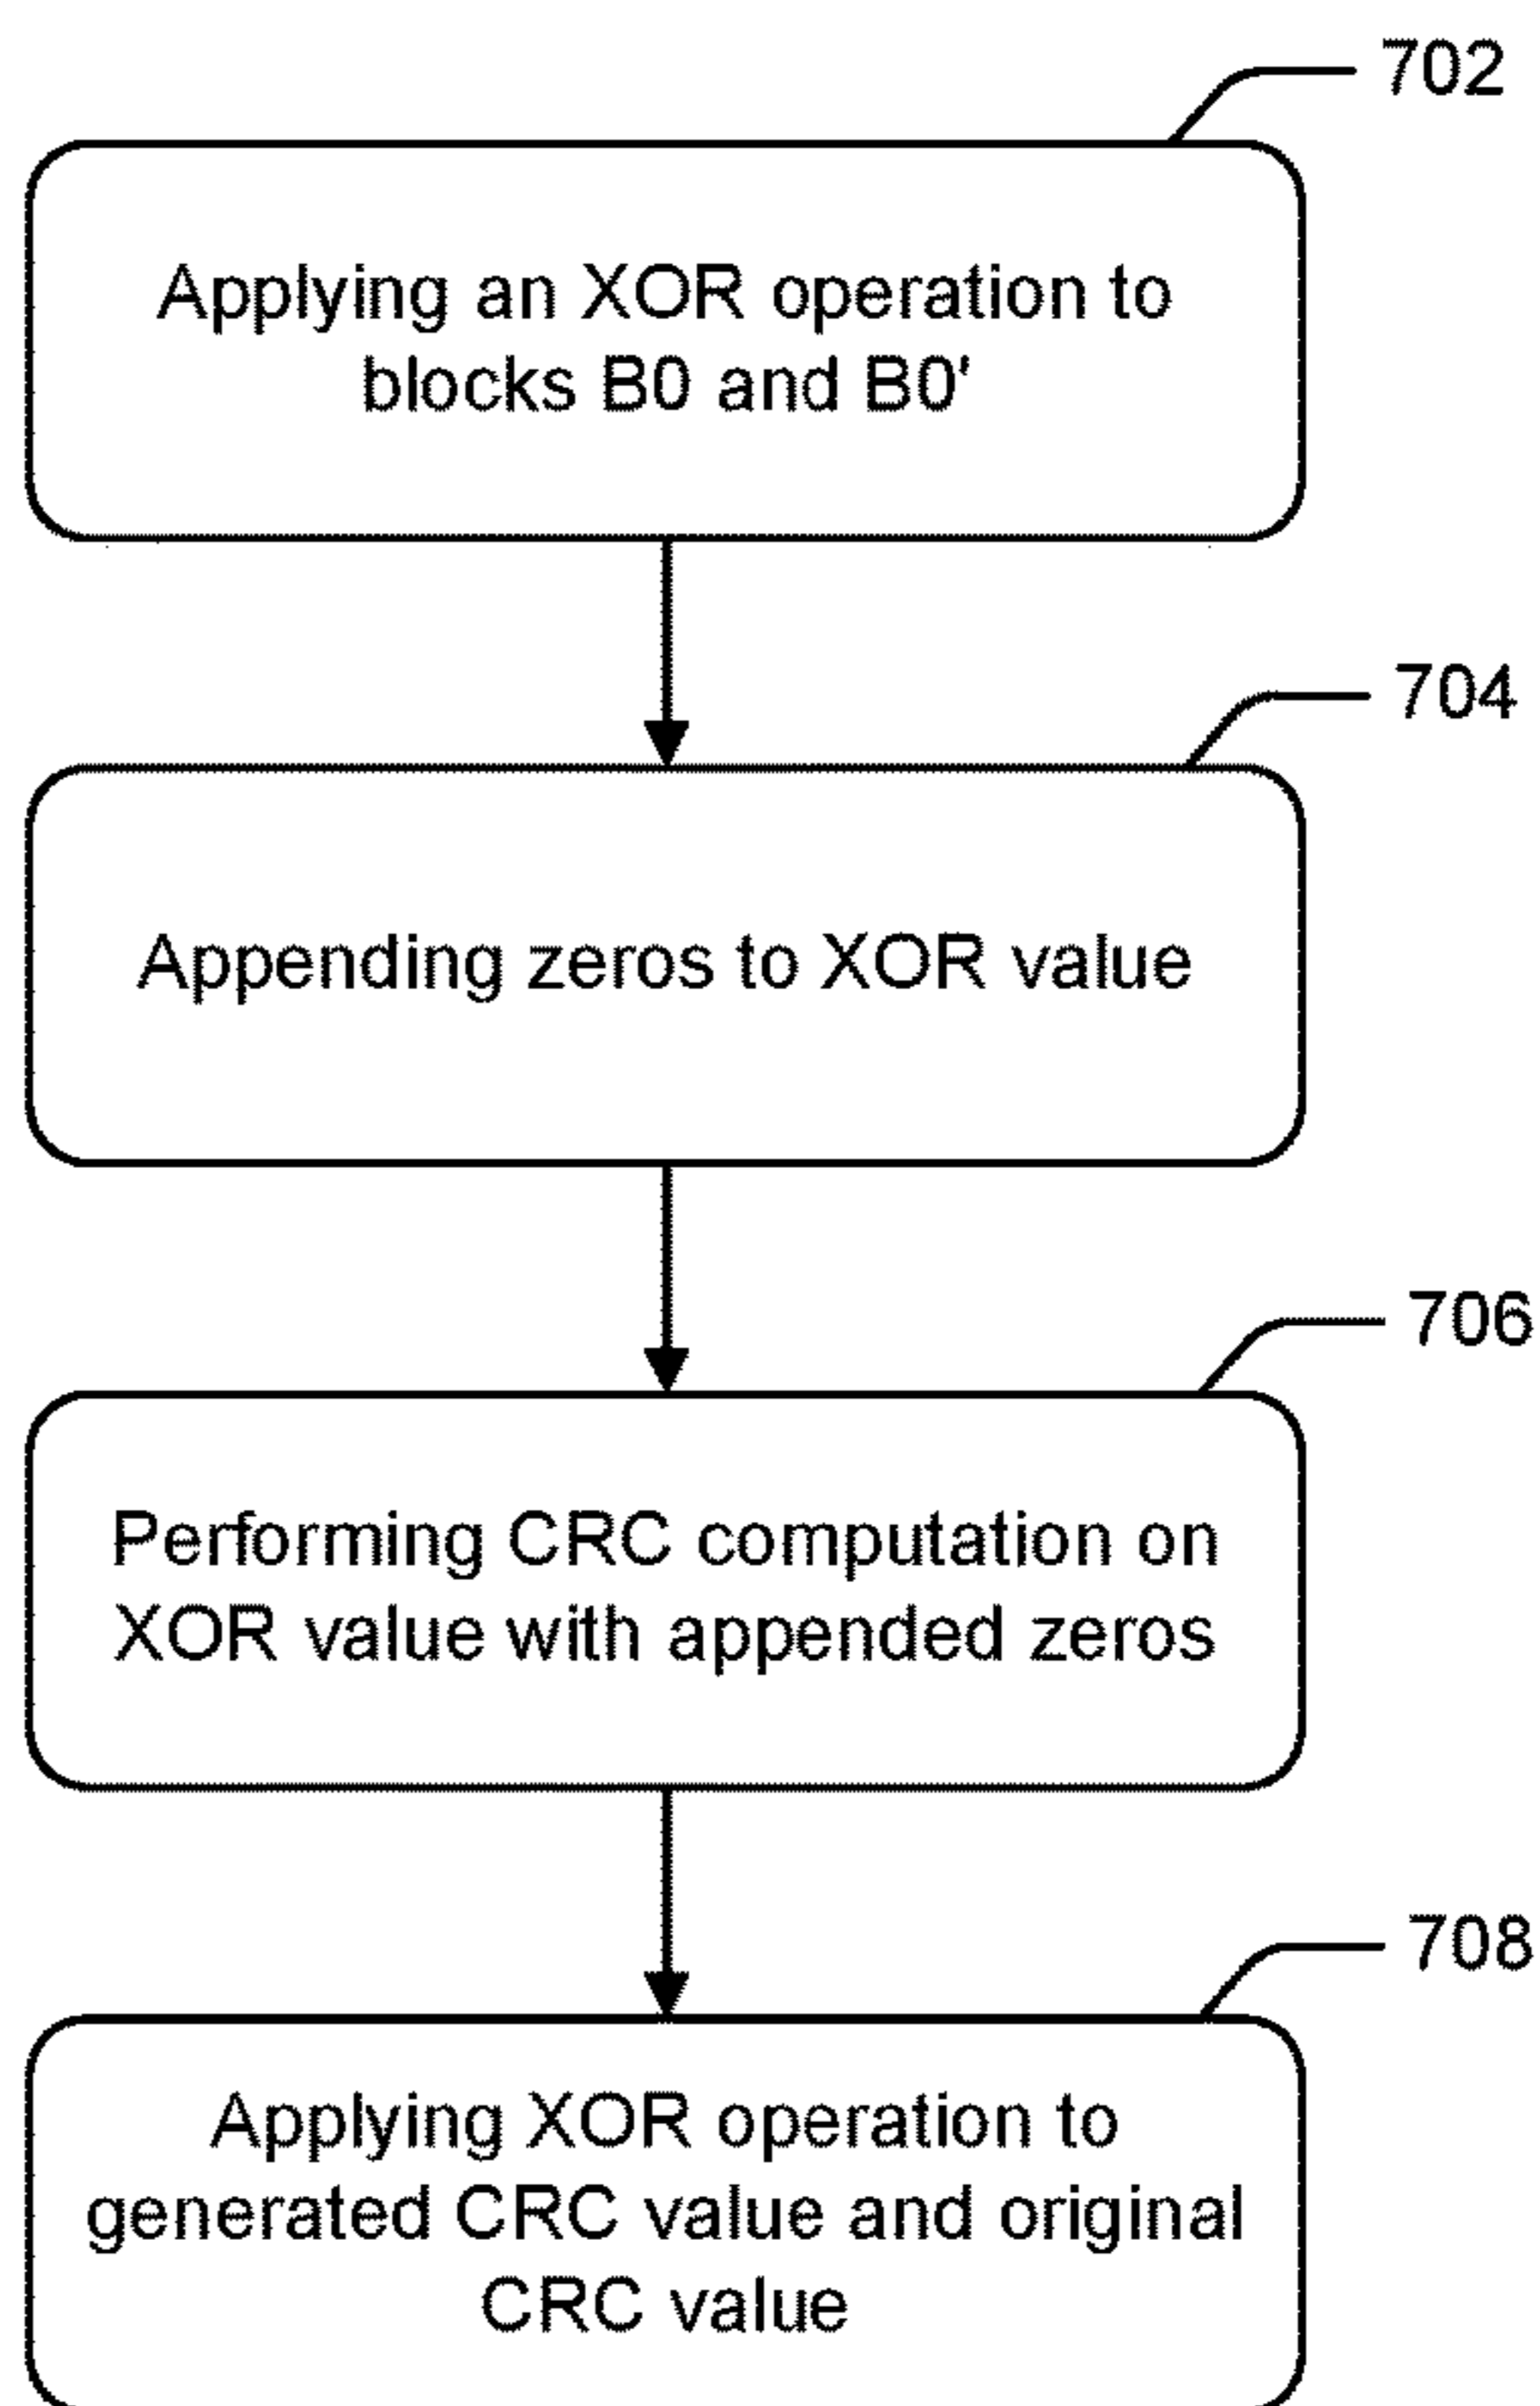 702
Applying an XOR operation to
blocks B0 and B0'
704
Appending zeros to XOR value
706
Performing CRC computation on
XOR value with appended zeros
708
Applying XOR operation to
generated CRC value and original
CRC value